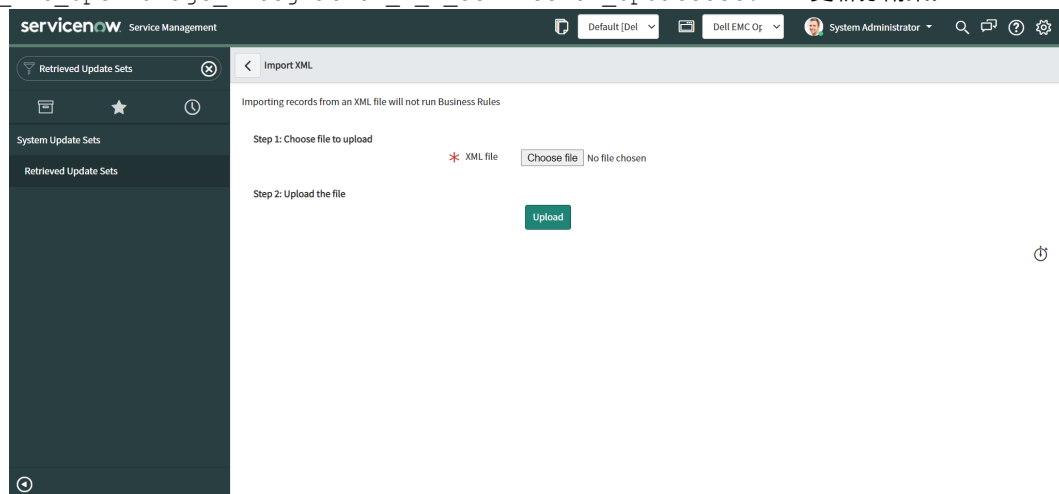 servicenow Service Management
Default [Del
Dell EMC Op
System Administrator
Retrieved Update Sets
Import XML
Importing records from an XML file will not run Business Rules
System Update Sets
Retrieved Update Sets
Step 1: Choose file to upload
XML file Choose file No file chosen
Step 2: Upload the file
Upload